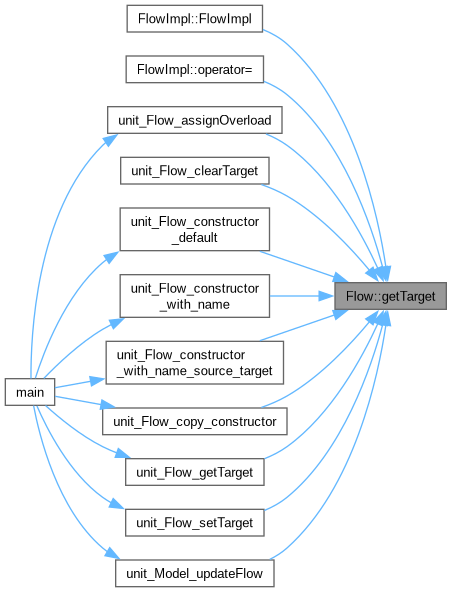 FlowImpl::FlowImpl
FlowImpl::operator=
unit_Flow_assignOverload
unit_Flow_clearTarget
unit_Flow_constructor
_default
Flow::getTarget
unit_Flow_constructor
_with_name
unit_Flow_constructor
_with_name_source_target
main
unit_Flow_copy_constructor
unit_Flow_getTarget
unit_Flow_setTarget
unit_Model_updateFlow